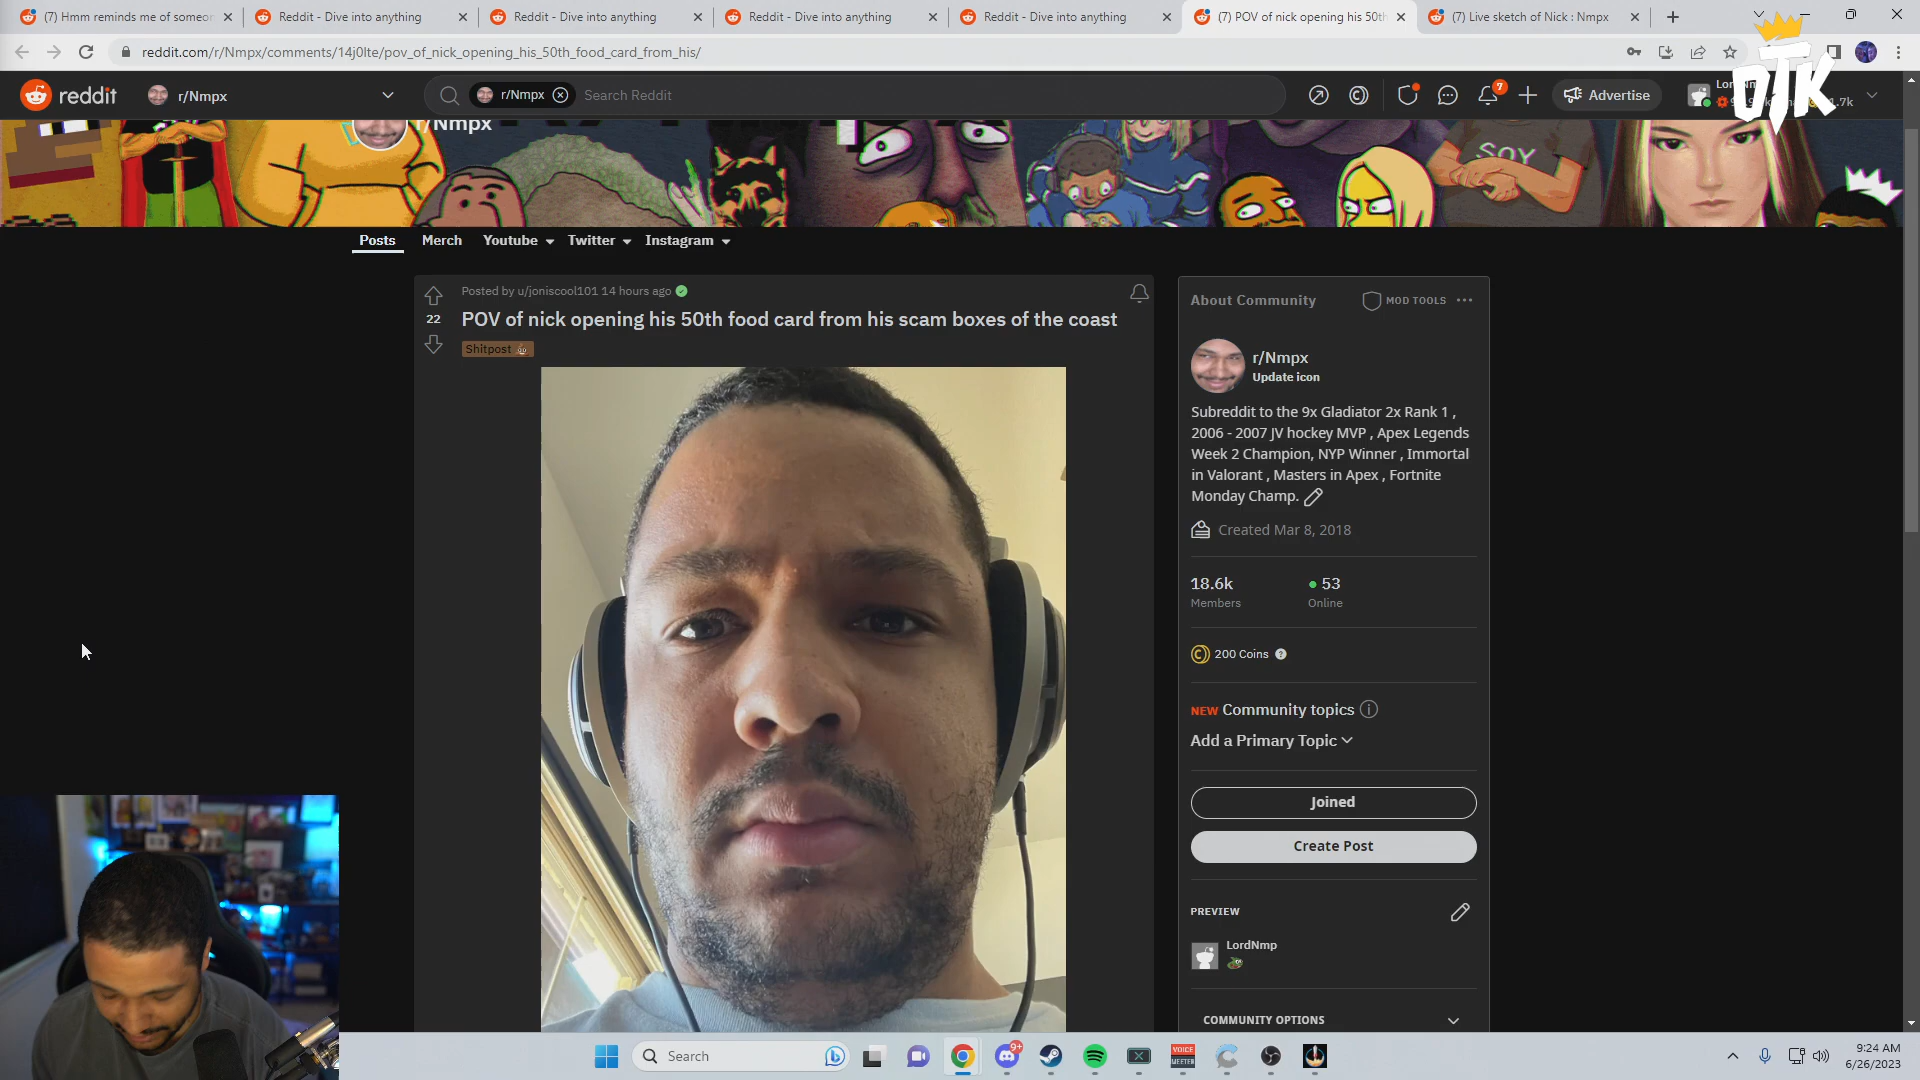 (7) Hmm reminds me of someor
Reddit - Dive into anything
Reddit - Dive into anything
Reddit - Dive into anything
Reddit - Dive into anything
(7) POV of nick opening his 50th
(7) Live sketch of Nick : Nmpx
reddit.com/r/Nmpx/comments/14j0lte/pov_of_nick_opening_his_50th_food_card_from_his/
reddit
r/Nmpx
r/Nmpx
Search Reddit
7
Advertise
DTK
r/Nmpx
SOY
Posts
Merch
Youtube
Twitter
Instagram
Posted by u/joniscool101 14 hours ago
22
POV of nick opening his 50th food card from his scam boxes of the coast
Shitpost
About Community
MOD TOOLS
r/Nmpx
Update icon
Subreddit to the 9x Gladiator 2x Rank 1 ,
2006 - 2007 JV hockey MVP , Apex Legends
Week 2 Champion, NYP Winner , Immortal
in Valorant , Masters in Apex , Fortnite
Monday Champ.
Created Mar 8, 2018
18.6k
53
Members
Online
200 Coins
NEW Community topics
Add a Primary Topic
Joined
Create Post
PREVIEW
LordNmp
COMMUNITY OPTIONS
Search
9+
VOICE
MEETER
9:24 AM
6/26/2023